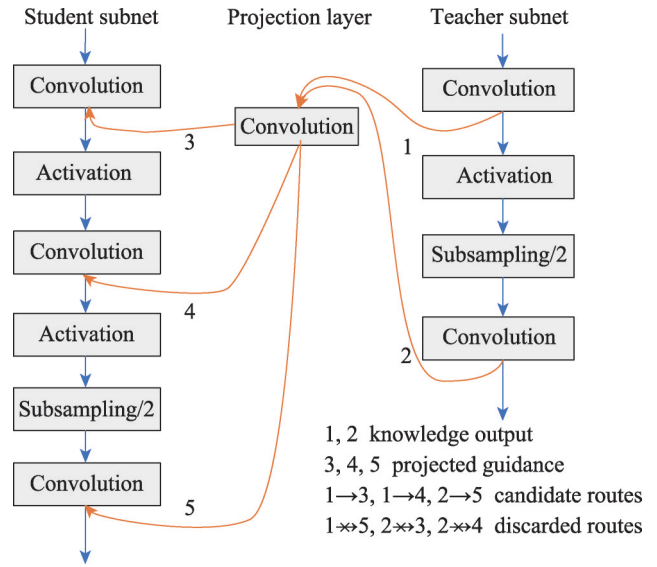 Student subnet
Projection layer
Teacher subnet
Convolution
Activation
Convolution
Activation
Subsampling/2
Convolution
Convolution
Convolution
Activation
Subsampling/2
Convolution
1
2
3
4
5
1, 2 knowledge output
3, 4, 5 projected guidance
1→3, 1→4, 2→5 candidate routes
1↛5, 2↛3, 2↛4 discarded routes